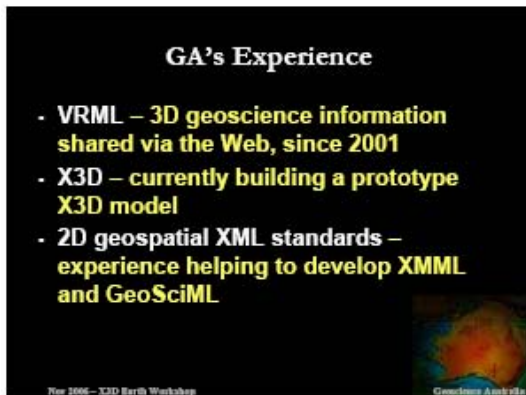 GA's Experience
- VRML – 3D geoscience information
shared via the Web, since 2001
- X3D – currently building a prototype
X3D model
- 2D geospatial XML standards –
experience helping to develop XMML
and GeoSciML
Nov 2006 – X3D Earth Workshop
Geoscience Australia